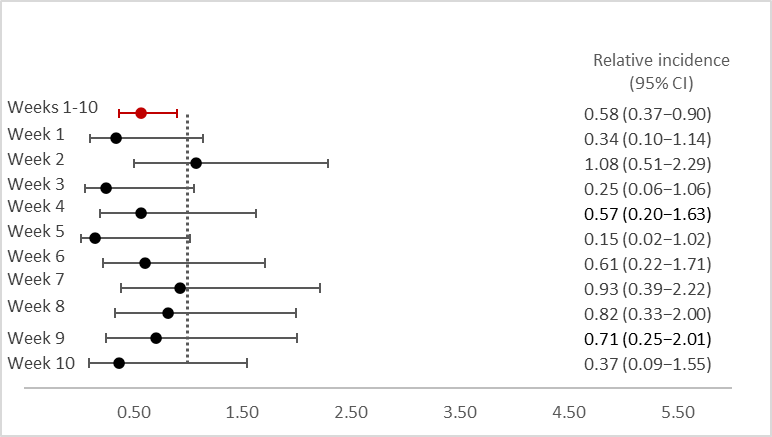 Relative incidence
(95% CI)
Weeks 1-10 0.58 (0.37–0.90)
Week 1 0.34 (0.10–1.14)
Week 2 1.08 (0.51–2.29)
Week 3 0.25 (0.06–1.06)
Week 4 0.57 (0.20–1.63)
Week 5 0.15 (0.02–1.02)
Week 6 0.61 (0.22–1.71)
Week 7 0.93 (0.39–2.22)
Week 8 0.82 (0.33–2.00)
Week 9 0.71 (0.25–2.01)
Week 10 0.37 (0.09–1.55)
0.50 1.50 2.50 3.50 4.50 5.50